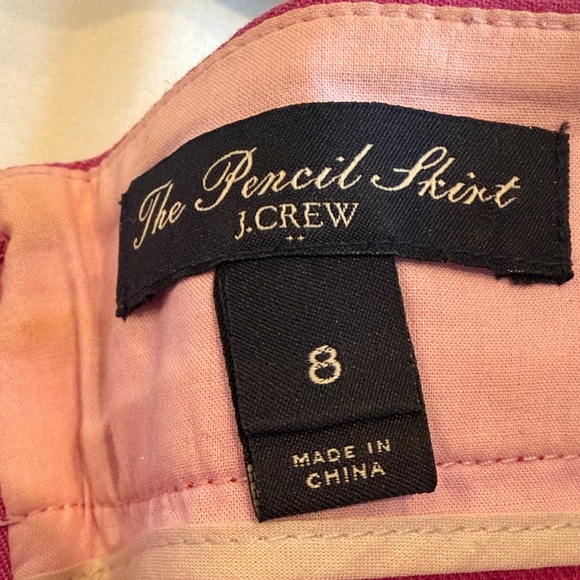 The Pencil Skirt
J.CREW
8
MADE IN
CHINA